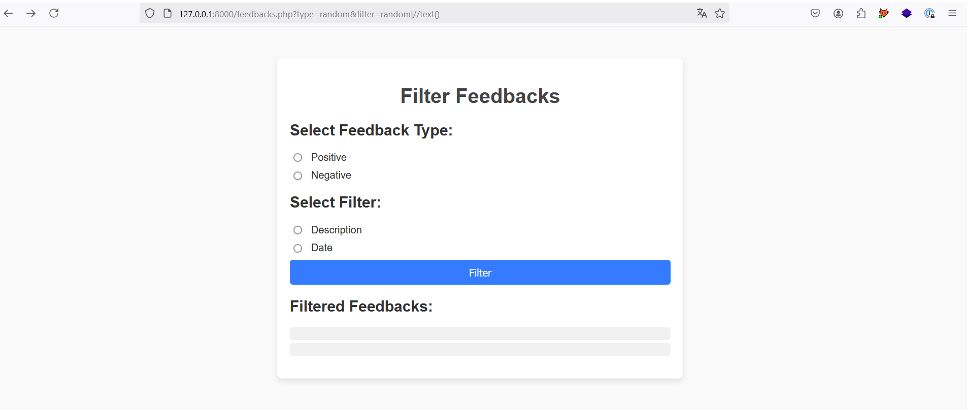 127.0.0.1:8000/feedbacks.php?type=random&filter=random|//text()
Filter Feedbacks
Select Feedback Type:
Positive
Negative
Select Filter:
Description
Date
Filter
Filtered Feedbacks: